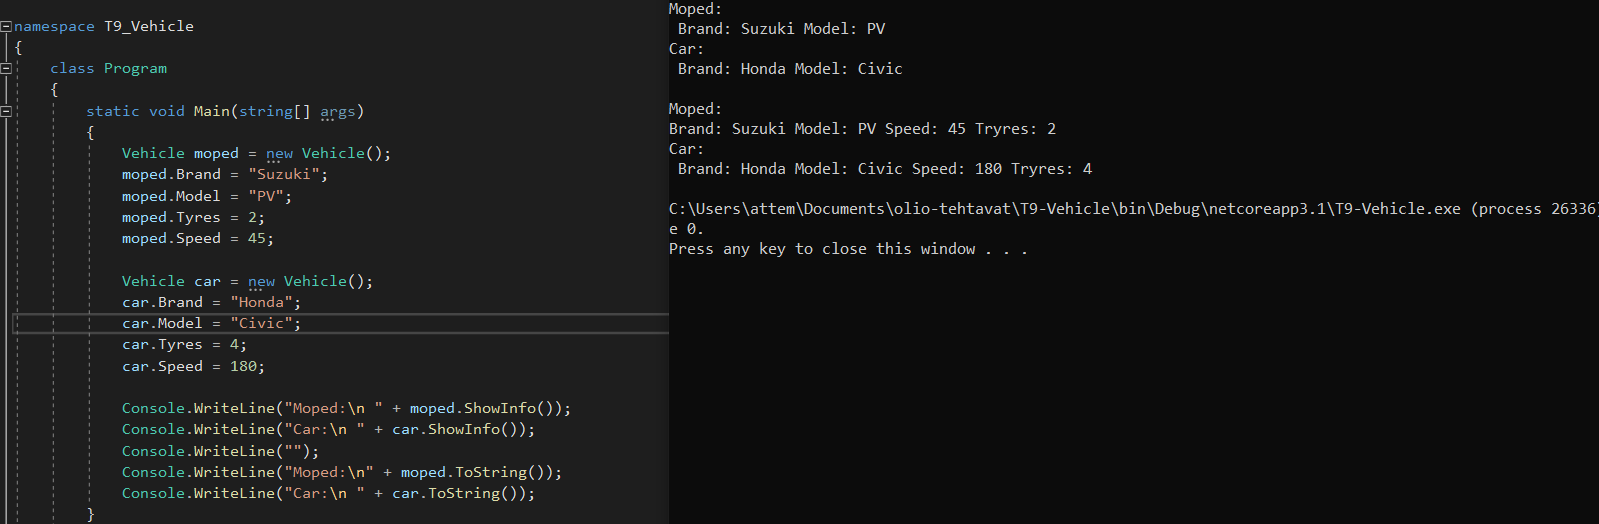 namespace T9_Vehicle
{
class Program
{
static void Main(string[] args)
{
Vehicle moped = new Vehicle();
moped.Brand = "Suzuki";
moped.Model = "PV";
moped.Tyres = 2;
moped.Speed = 45;
Vehicle car = new Vehicle();
car.Brand = "Honda";
car.Model = "Civic";
car.Tyres = 4;
car.Speed = 180;
Console.WriteLine("Moped:\n " + moped.ShowInfo());
Console.WriteLine("Car:\n " + car.ShowInfo());
Console.WriteLine("");
Console.WriteLine("Moped:\n" + moped.ToString());
Console.WriteLine("Car:\n " + car.ToString());
}
Moped:
Brand: Suzuki Model: PV
Car:
Brand: Honda Model: Civic
Moped:
Brand: Suzuki Model: PV Speed: 45 Tryres: 2
Car:
Brand: Honda Model: Civic Speed: 180 Tryres: 4
C:\Users\attem\Documents\olio-tehtavat\T9-Vehicle\bin\Debug\netcoreapp3.1\T9-Vehicle.exe (process 26336)
e 0.
Press any key to close this window . . .